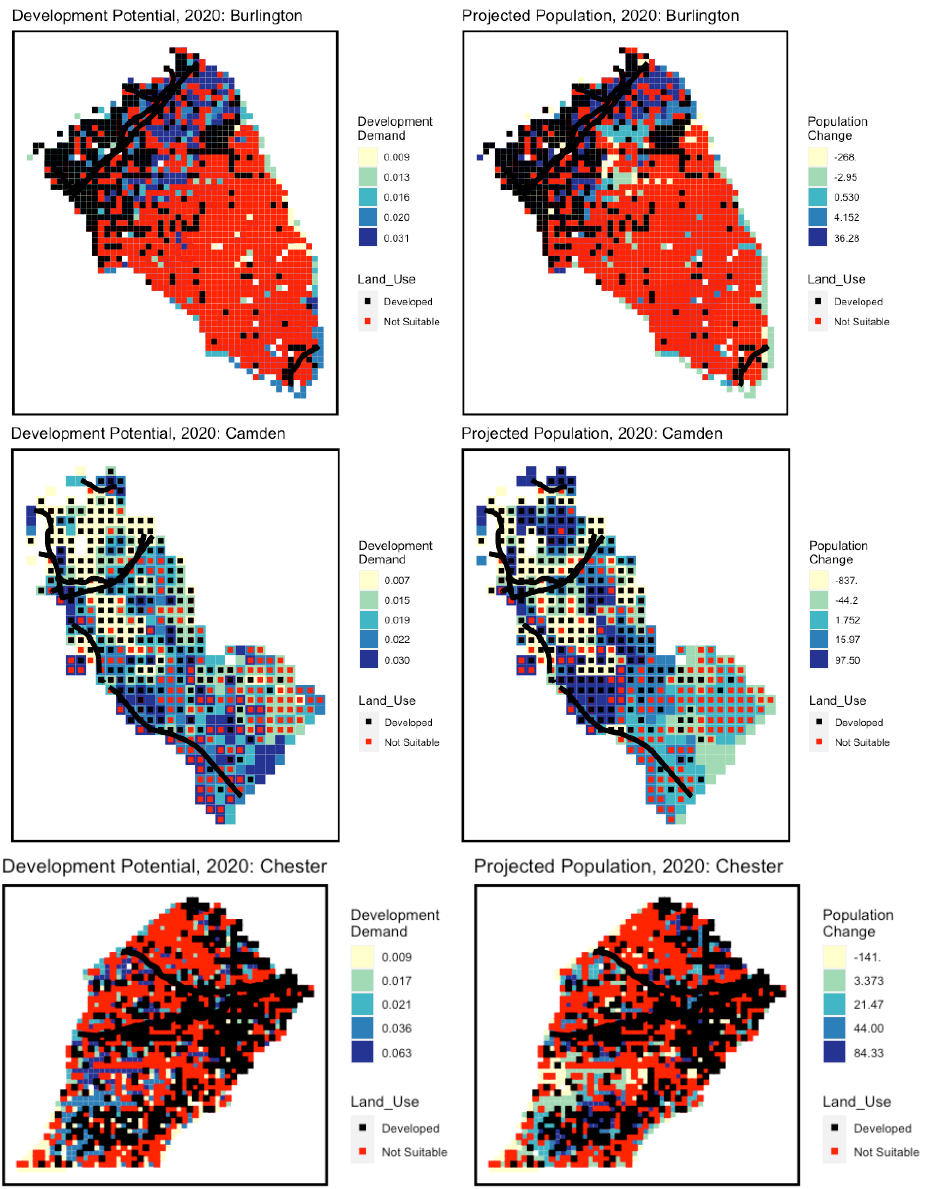 Development Potential, 2020: Burlington
Development
Demand
0.009
0.013
0.016
0.020
0.031
Land_Use
Developed
Not Suitable
Projected Population, 2020: Burlington
Population
Change
-268.
-2.95
0.530
4.152
36.28
Land_Use
Developed
Not Suitable
Development Potential, 2020: Camden
Development
Demand
0.007
0.015
0.019
0.022
0.030
Land_Use
Developed
Not Suitable
Projected Population, 2020: Camden
Population
Change
-837.
-44.2
1.752
15.97
97.50
Land_Use
Developed
Not Suitable
Development Potential, 2020: Chester
Development
Demand
0.009
0.017
0.021
0.036
0.063
Land_Use
Developed
Not Suitable
Projected Population, 2020: Chester
Population
Change
-141.
3.373
21.47
44.00
84.33
Land_Use
Developed
Not Suitable